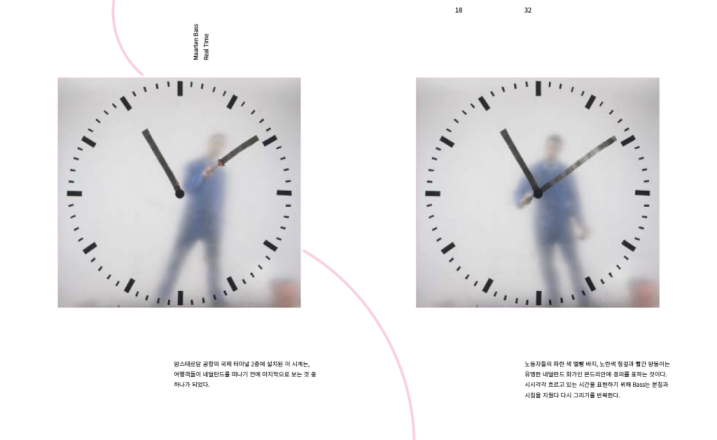 18
32
Maarten Bass
Real Time
암스테르담 공항의 국제 터미널 2층에 설치된 이 시계는,
여행객들이 네덜란드를 떠나기 전에 마지막으로 보는 것 중
하나가 되었다.
노동자들의 파란 색 멜빵 바지, 노란색 헝겊과 빨간 양동이는
유명한 네덜란드 화가인 몬드리안에 경의를 표하는 것이다.
시시각각 흐르고 있는 시간을 표현하기 위해 Bass는 분침과
시침을 지웠다 다시 그리기를 반복한다.